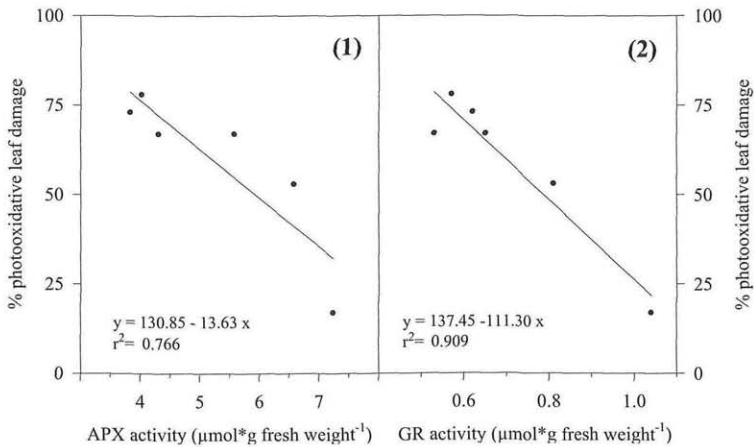 100
75
50
25
0
% photooxidative leaf damage
(1)
y = 130.85 - 13.63 x
r²= 0.766
4 5 6 7
APX activity (µmol*g fresh weight⁻¹)
(2)
y = 137.45 -111.30 x
r²= 0.909
0.6 0.8 1.0
GR activity (µmol*g fresh weight⁻¹)
100
75
50
25
0
% photooxidative leaf damage